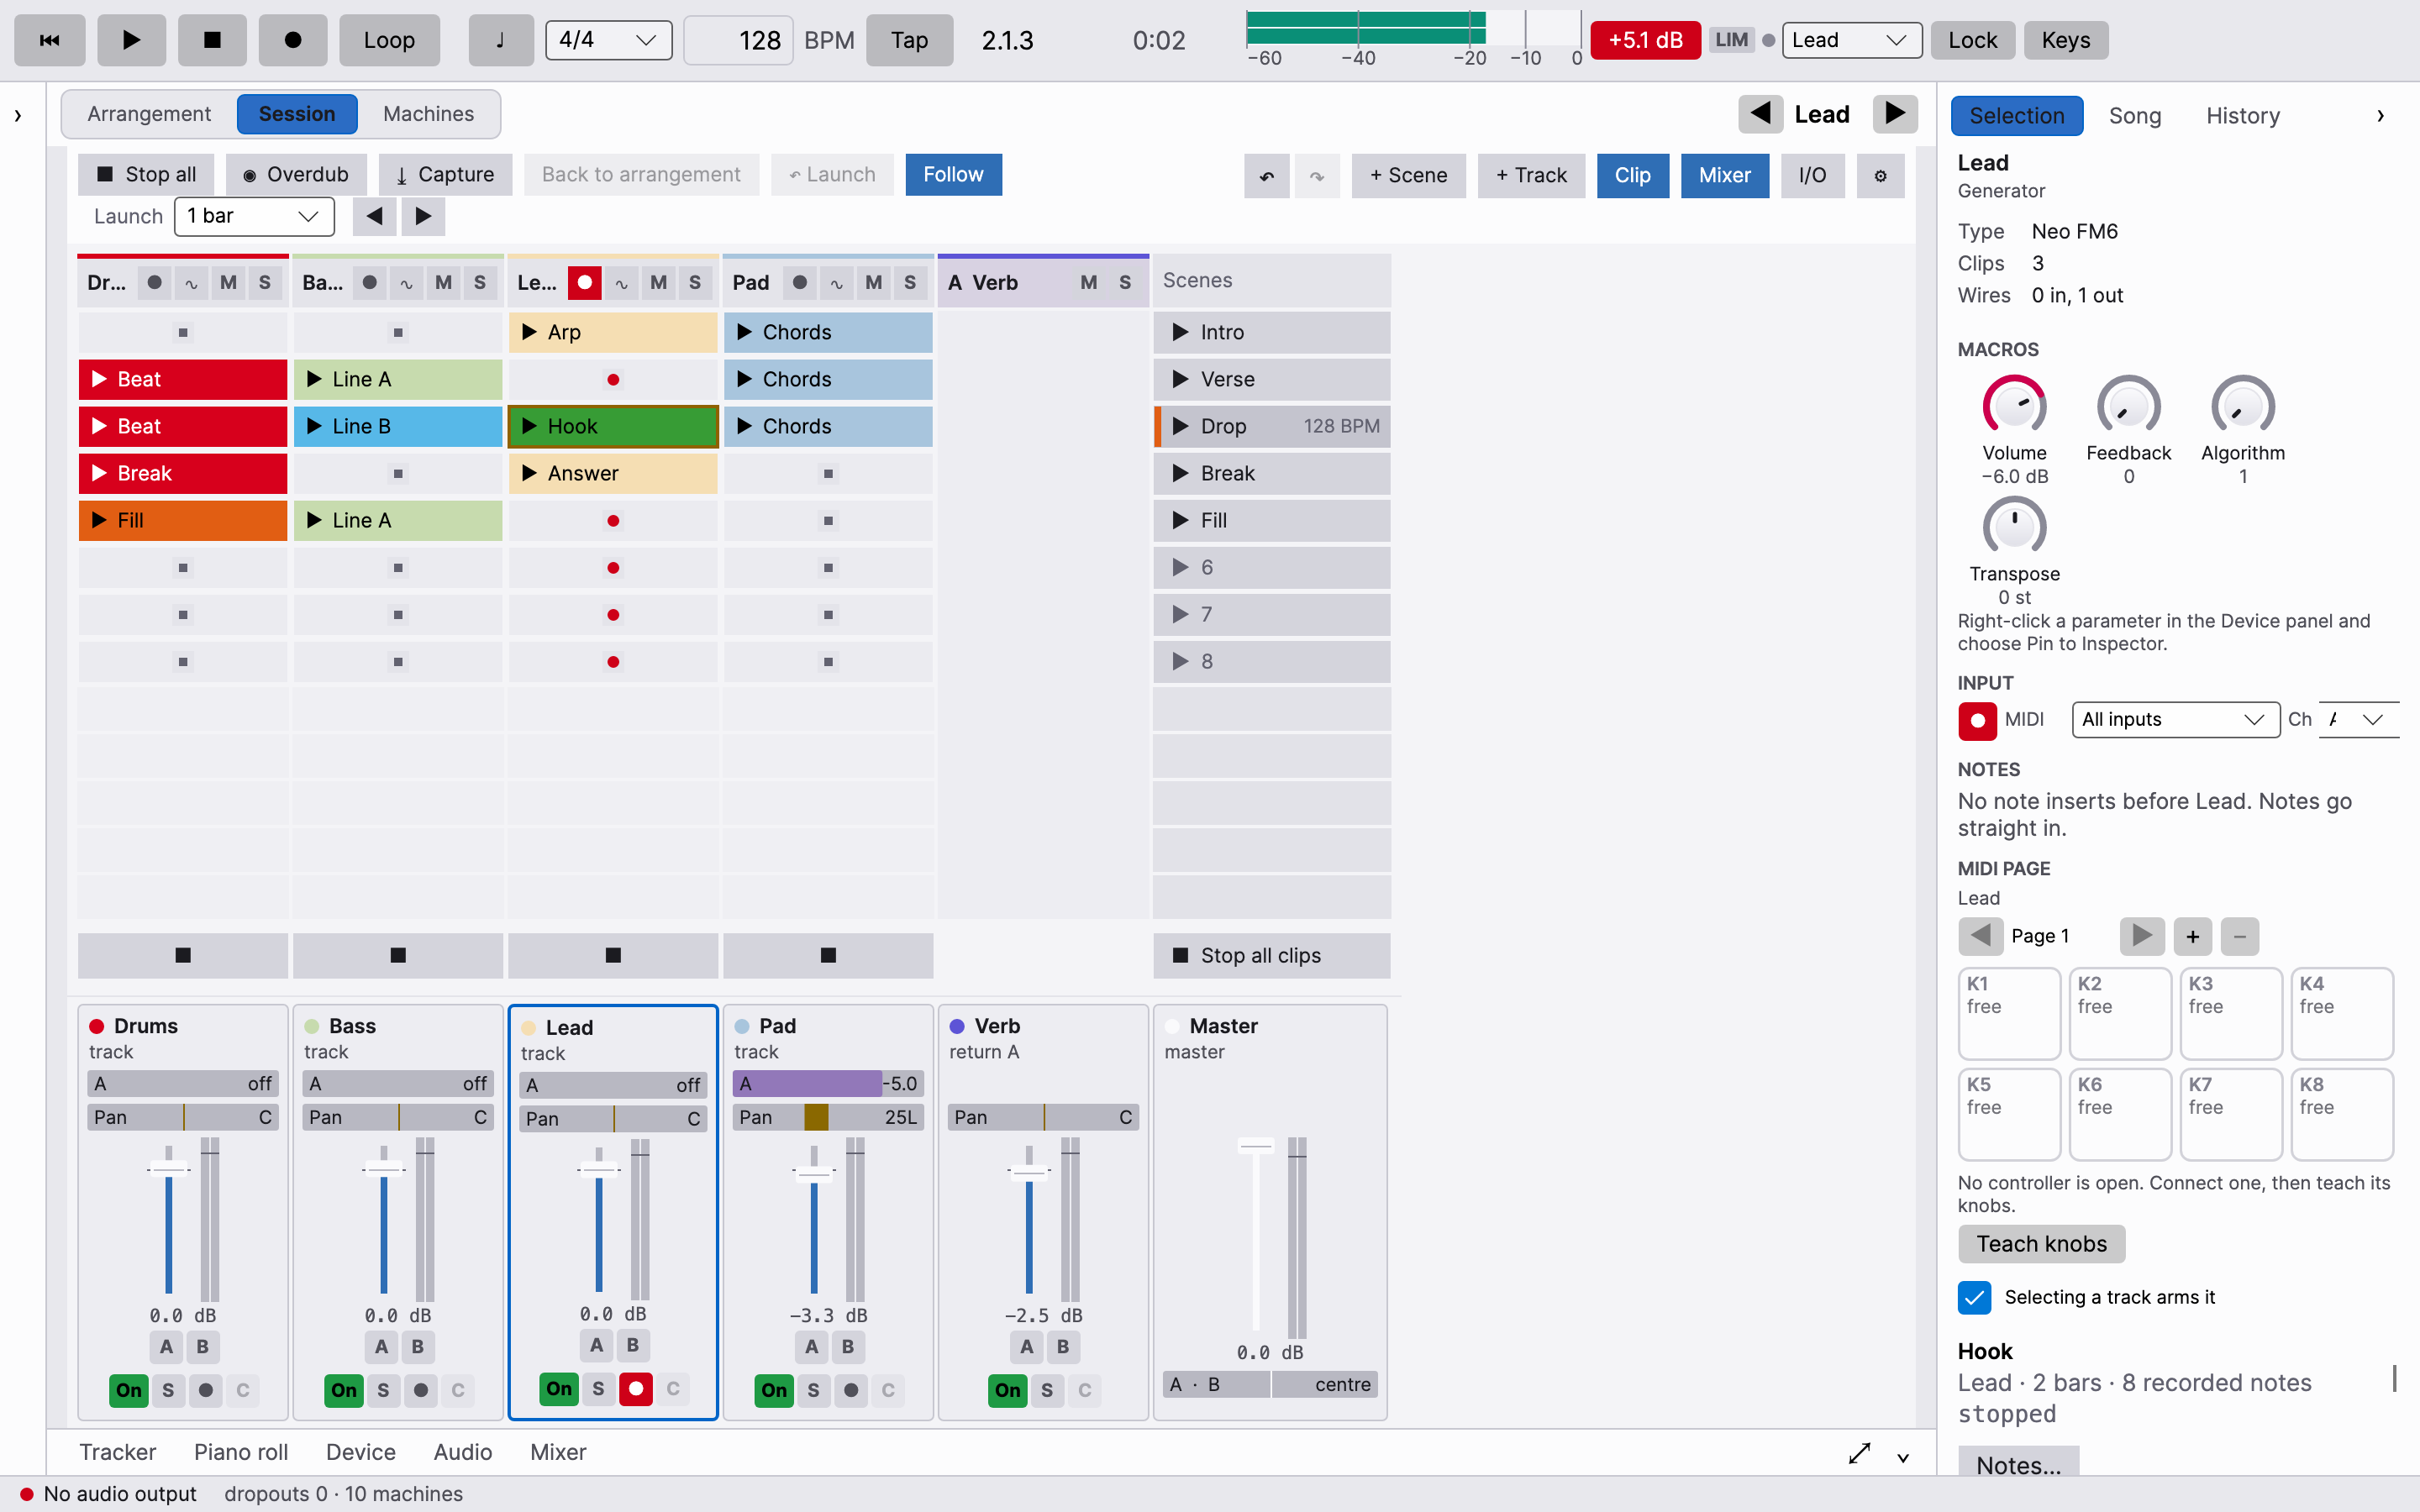 Loop 4/4 128 BPM Tap 2.1.3 0:02 −60 −40 −20 −10 0 +5.1 dB LIM Lead Lock Keys
Arrangement Session Machines Lead
Selection Song History
Stop all Overdub Capture Back to arrangement Launch Follow + Scene + Track Clip Mixer I/O
Launch 1 bar
Dr... M S Ba... M S Le... M S Pad M S A Verb M S Scenes
Arp Chords Intro
Beat Line A Chords Verse
Beat Line B Hook Chords Drop 128 BPM
Break Answer Break
Fill Line A Fill
6
7
8
Stop all clips
Drums Bass Lead Pad Verb Master
track track track track return A master
A off A off A off A -5.0
Pan C Pan C Pan C Pan 25L Pan C
0.0 dB 0.0 dB 0.0 dB −3.3 dB −2.5 dB 0.0 dB
A B A B A B A B A B
A · B centre
On S C On S C On S C On S C On S C
Lead
Generator
Type Neo FM6
Clips 3
Wires 0 in, 1 out
MACROS
Volume Feedback Algorithm
−6.0 dB 0 1
Transpose
0 st
Right-click a parameter in the Device panel and
choose Pin to Inspector.
INPUT
MIDI All inputs Ch
NOTES
No note inserts before Lead. Notes go
straight in.
MIDI PAGE
Lead
Page 1 + −
K1 K2 K3 K4
free free free free
K5 K6 K7 K8
free free free free
No controller is open. Connect one, then teach its
knobs.
Teach knobs
Selecting a track arms it
Hook
Lead · 2 bars · 8 recorded notes
stopped
Notes...
Tracker Piano roll Device Audio Mixer
No audio output dropouts 0 · 10 machines